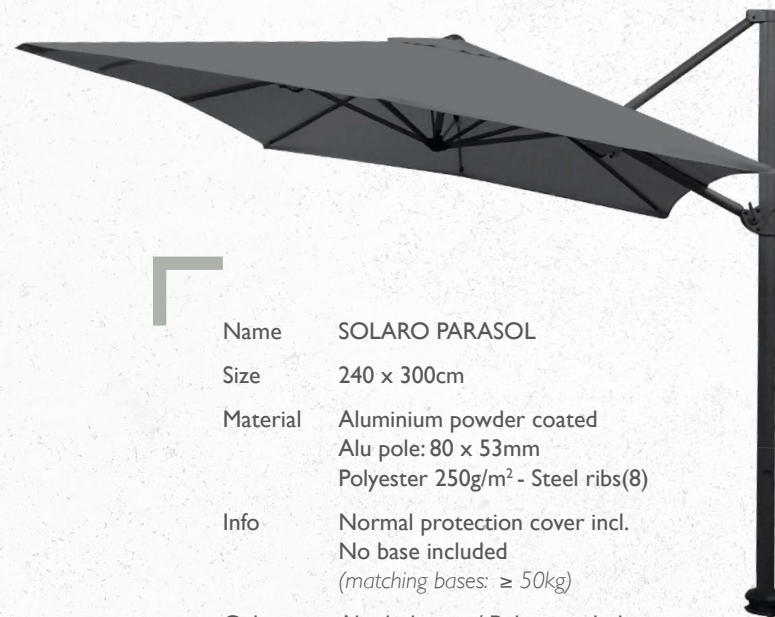 Name SOLARO PARASOL
Size 240 x 300cm
Material Aluminium powder coated
Alu pole: 80 x 53mm
Polyester 250g/m² - Steel ribs(8)
Info Normal protection cover incl.
No base included
(matching bases: ≥ 50kg)